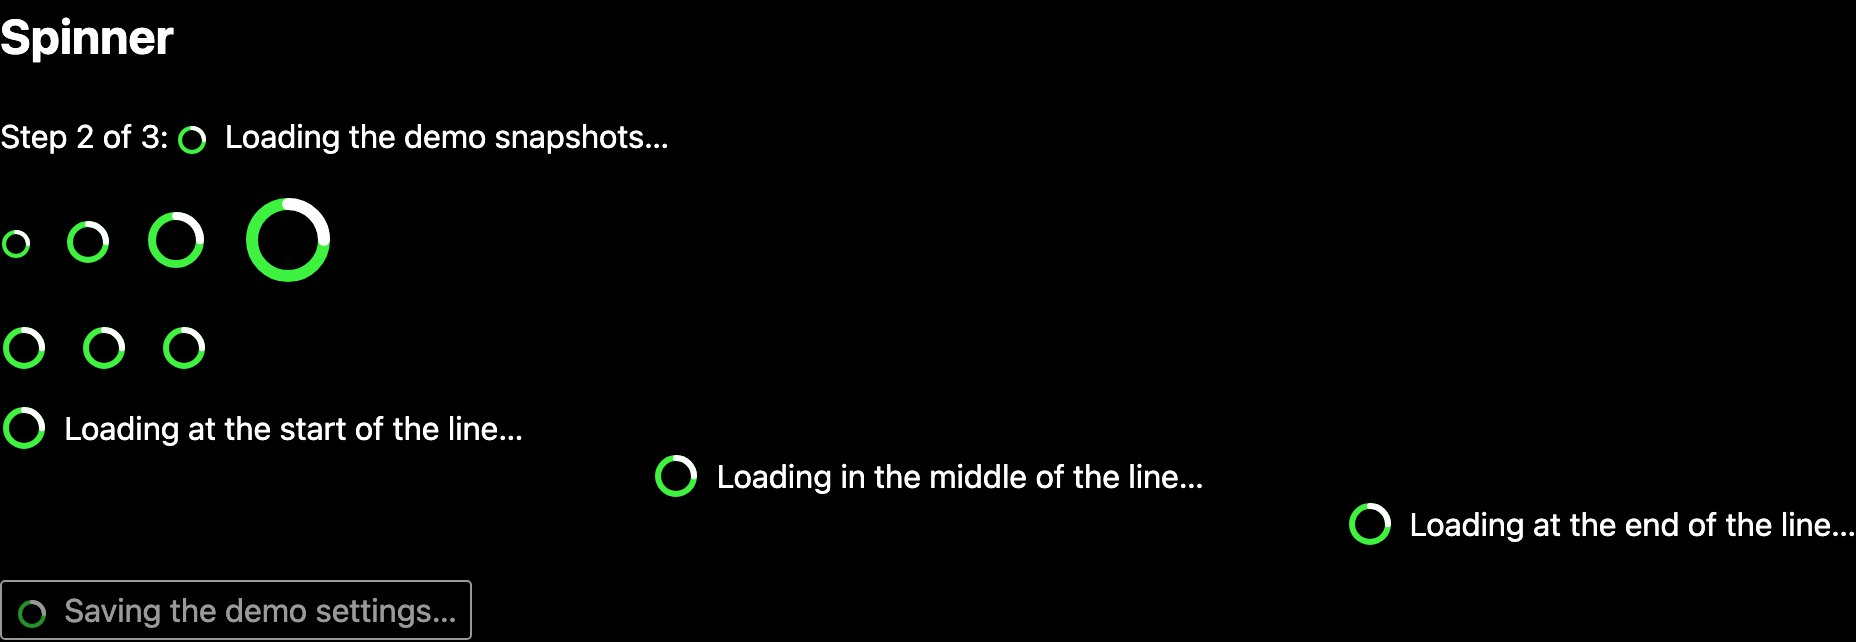 Spinner
Step 2 of 3: Loading the demo snapshots...
Loading at the start of the line...
Loading in the middle of the line...
Loading at the end of the line...
Saving the demo settings...